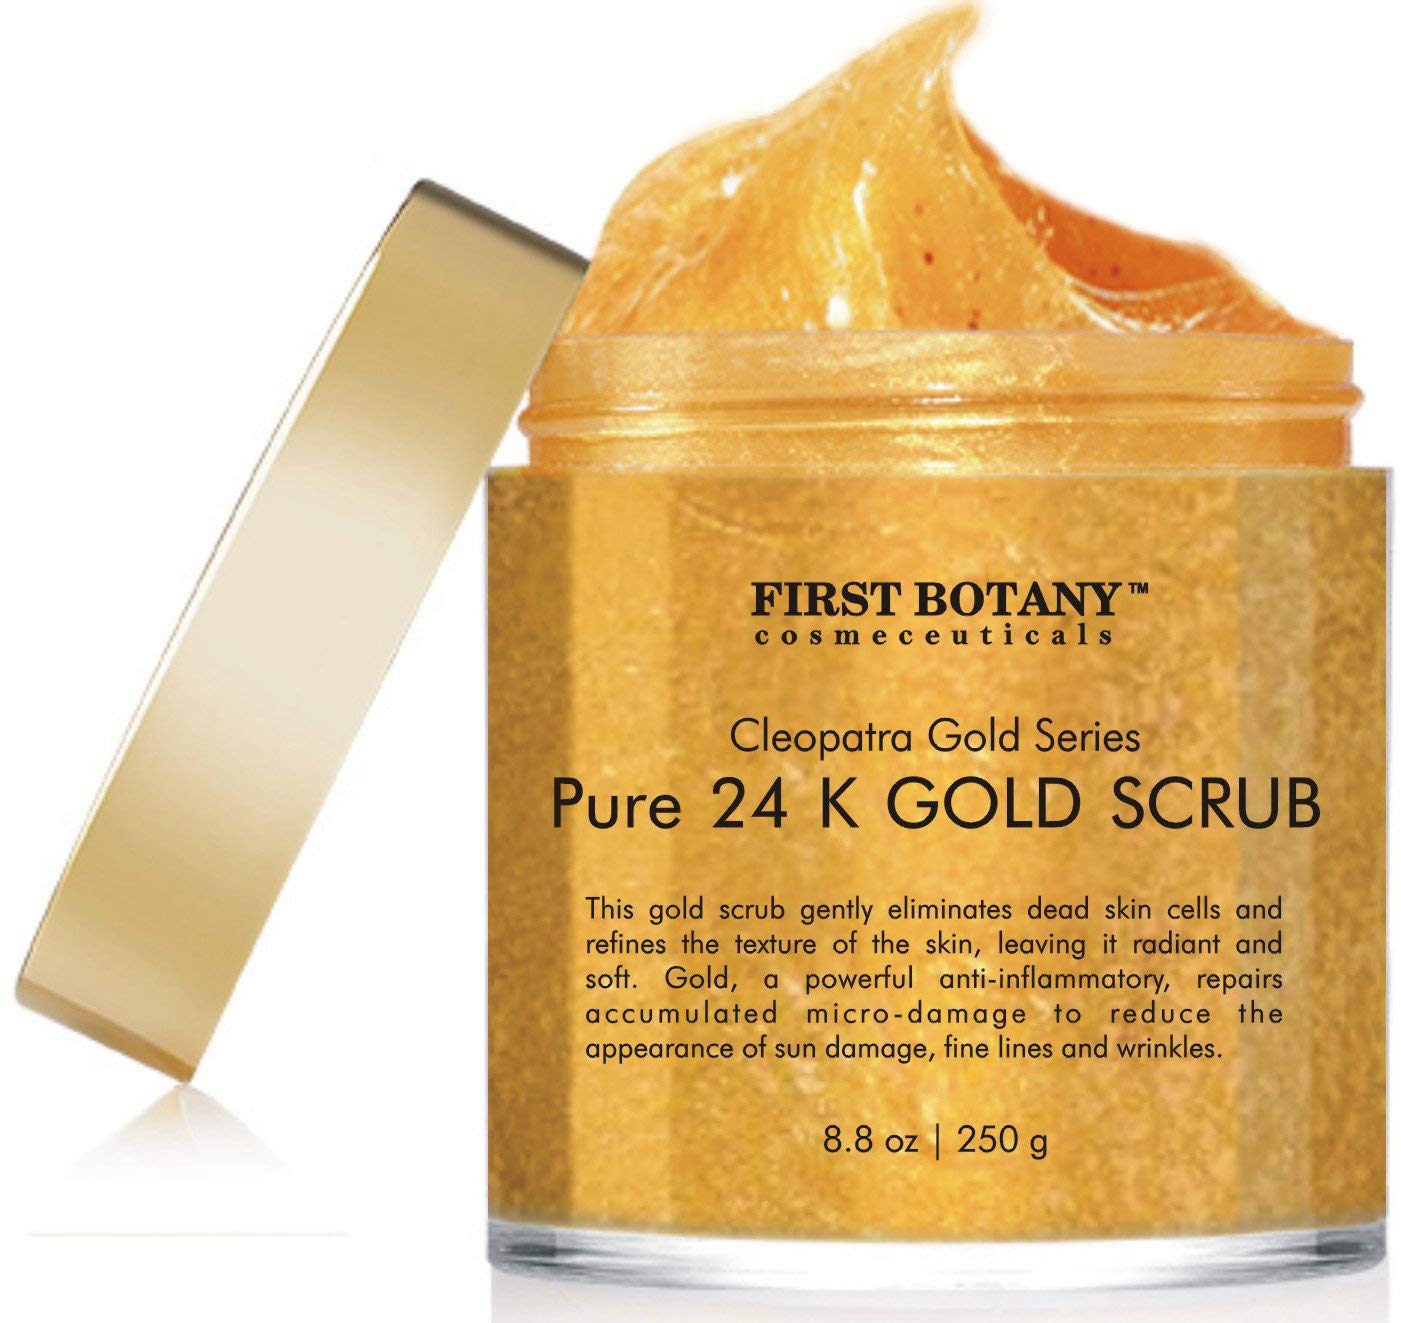 FIRST BOTANY™
cosmeceuticals
Cleopatra Gold Series
Pure 24 K GOLD SCRUB
This gold scrub gently eliminates dead skin cells and
refines the texture of the skin, leaving it radiant and
soft. Gold, a powerful anti-inflammatory, repairs
accumulated micro-damage to reduce the
appearance of sun damage, fine lines and wrinkles.
8.8 oz | 250 g